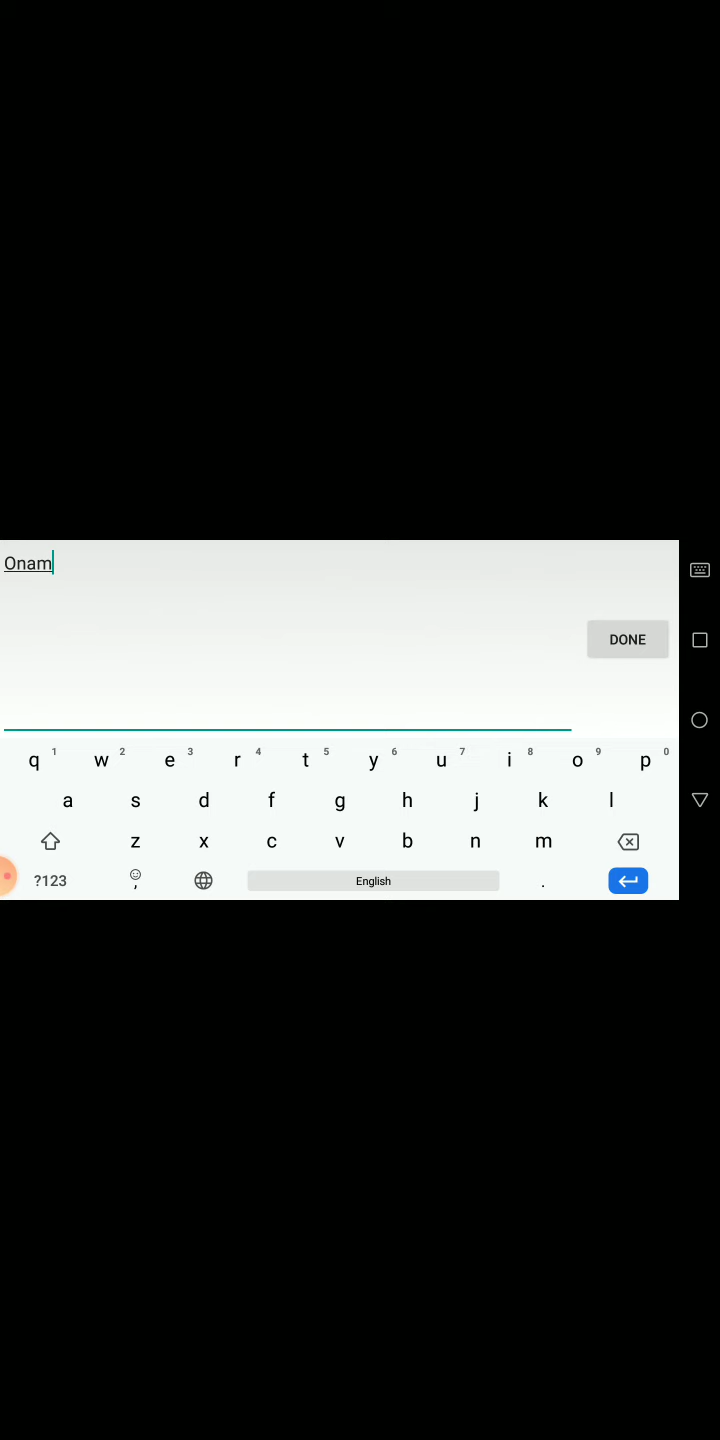 Onam
DONE
q 1 w 2 e 3 r 4 t 5 y 6 u 7 i 8 o 9 p 0
a s d f g h j k l
z x c v b n m
?123 , English .